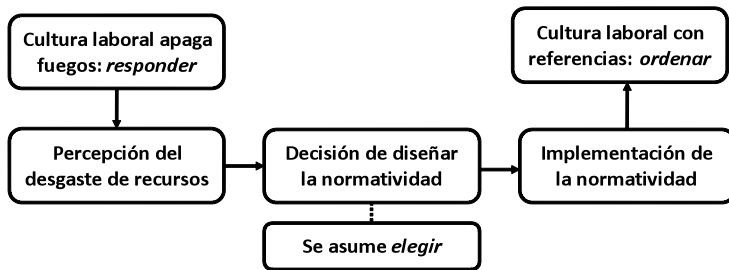 Cultura laboral apaga
fuegos: responder
Cultura laboral con
referencias: ordenar
Percepción del
desgaste de recursos
Decisión de diseñar
la normatividad
Implementación de
la normatividad
Se asume elegir